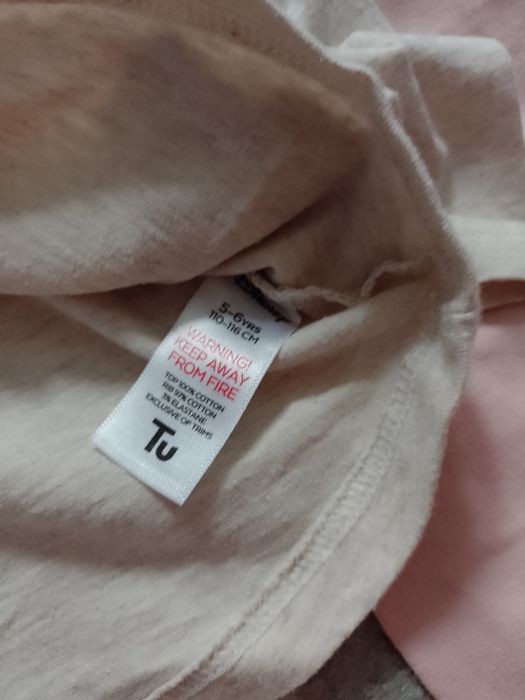 5-6YRS
110-116 CM
WARNING!
KEEP AWAY
FROM FIRE
TOP 100% COTTON
RIB 97% COTTON
3% ELASTANE
EXCLUSIVE OF TRIMS
Tu